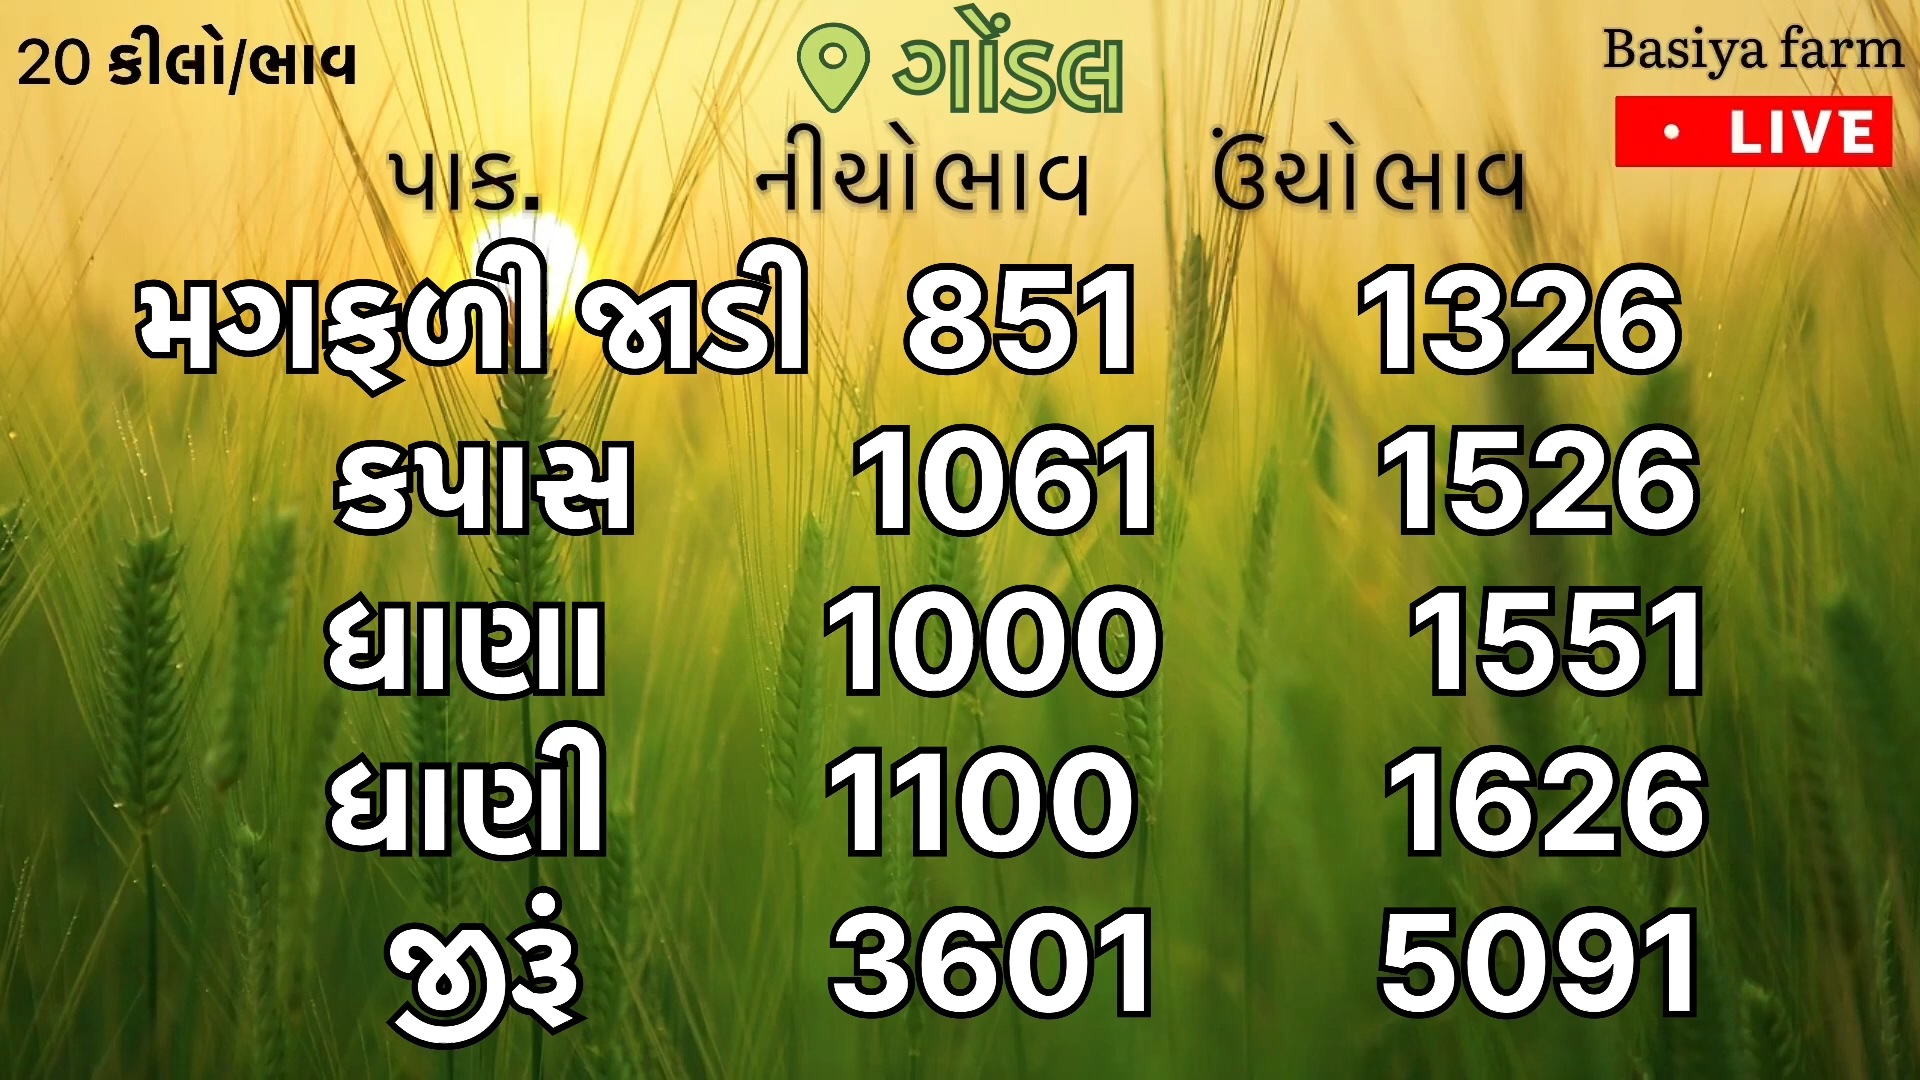 20 કીલો/ભાવ
ગોંડલ
Basiya farm
LIVE
પાક. નીચો ભાવ ઉંચો ભાવ
મગફળી જાડી 851 1326
કપાસ 1061 1526
ધાણા 1000 1551
ધાણી 1100 1626
જીરૂં 3601 5091